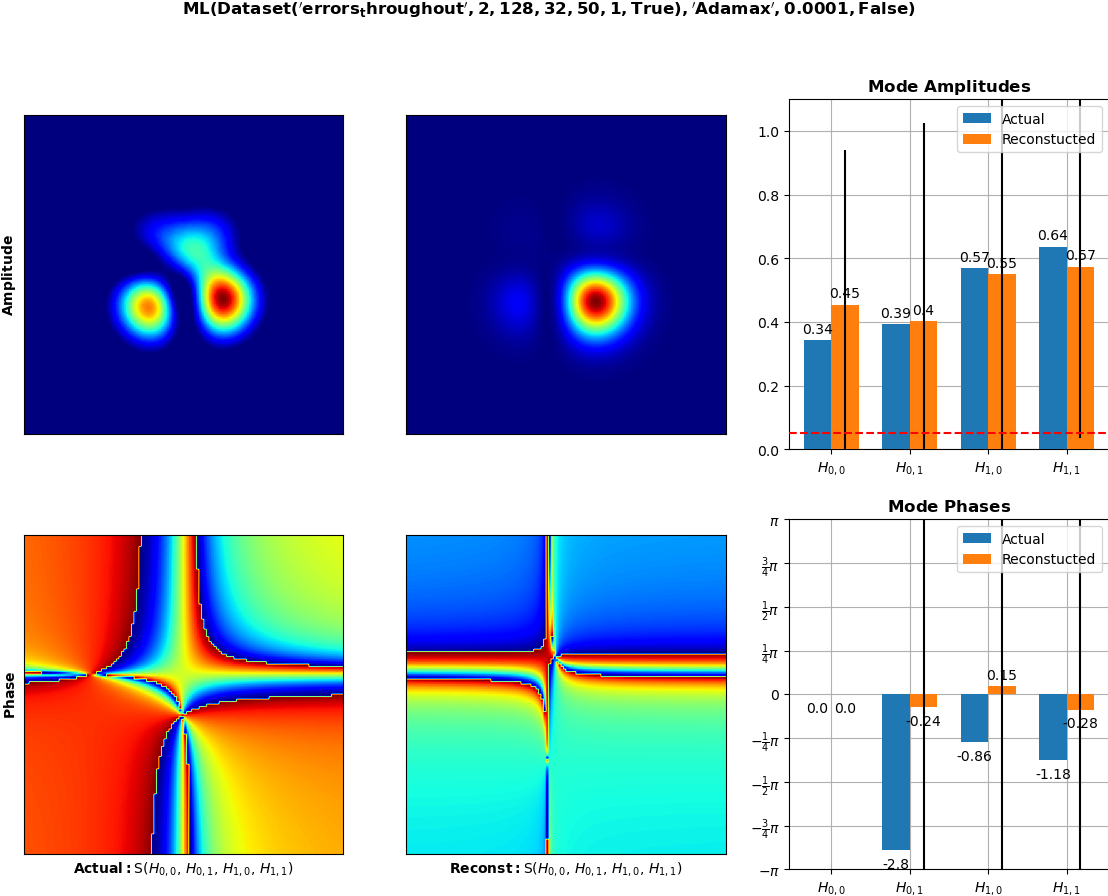 ML(Dataset('errors_throughout', 2, 128, 32, 50, 1, True), 'Adamax', 0.0001, False)
Mode Amplitudes
Amplitude
Actual
Reconstucted
1.0
0.8
0.6
0.4
0.2
0.0
0.34
0.45
0.39
0.4
0.57
0.55
0.64
0.57
H0,0
H0,1
H1,0
H1,1
Mode Phases
Phase
Actual
Reconstucted
π
3/4π
1/2π
1/4π
0
−1/4π
−1/2π
−3/4π
−π
0.0
0.0
-2.8
-0.24
-0.86
0.15
-1.18
-0.28
H0,0
H0,1
H1,0
H1,1
Actual: S(H0,0, H0,1, H1,0, H1,1)
Reconst: S(H0,0, H0,1, H1,0, H1,1)